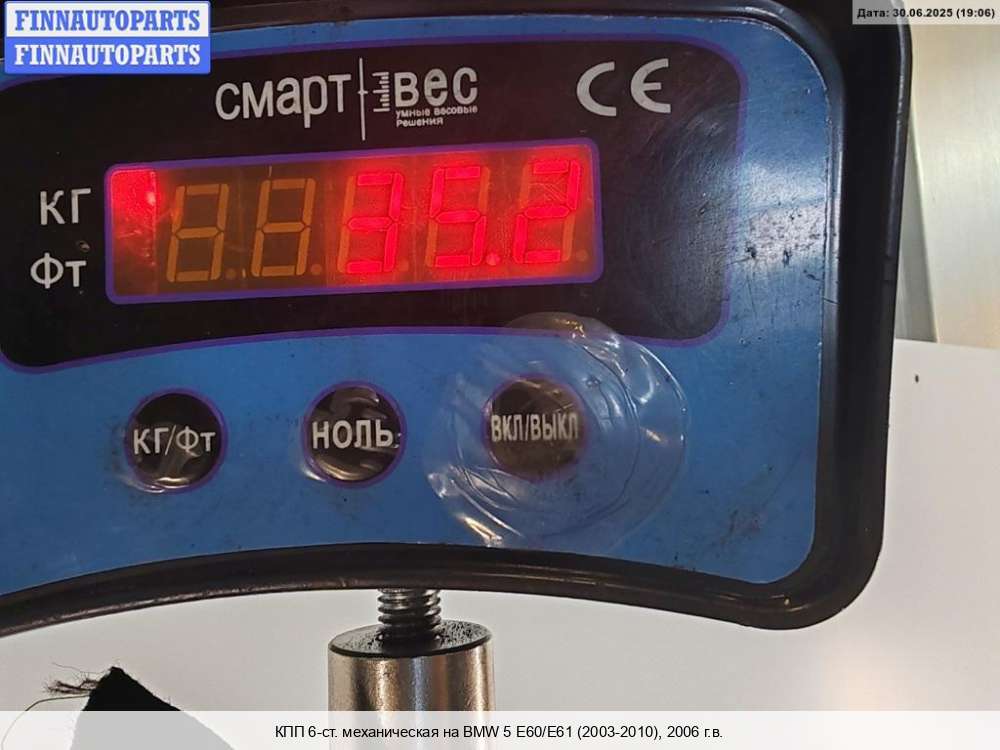 FINNAUTOPARTS
FINNAUTOPARTS
Дата: 30.06.2025 (19:06)
смарт вес
умные весовые
решения
CE
КГ
Фт
35.2
КГ/Фт
НОЛЬ
ВКЛ/ВЫКЛ
КПП 6-ст. механическая на BMW 5 E60/E61 (2003-2010), 2006 г.в.